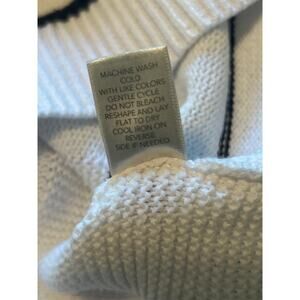 MACHINE WASH
COLD
WITH LIKE COLORS
GENTLE CYCLE
DO NOT BLEACH
RESHAPE AND LAY
FLAT TO DRY
COOL IRON ON
REVERSE
SIDE IF NEEDED